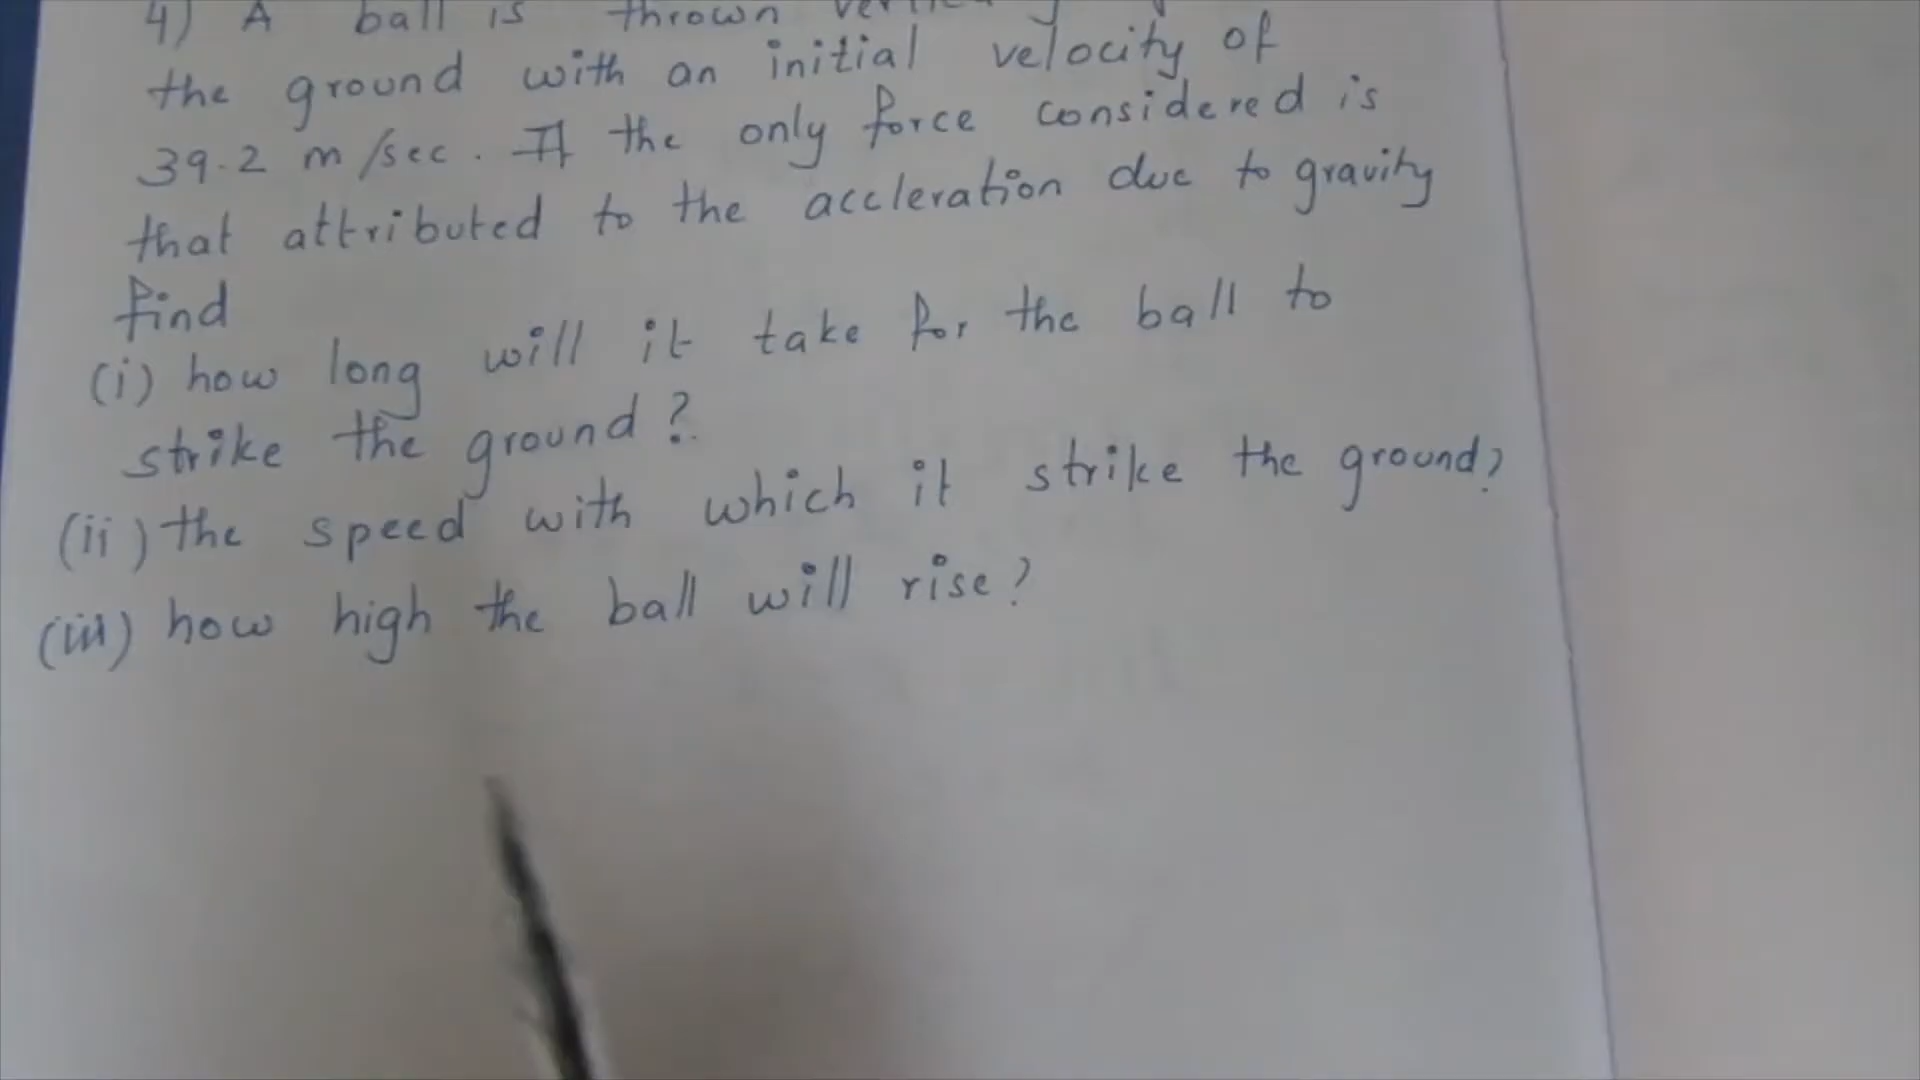 4) A ball is thrown
the ground with an initial velocity of
39.2 m/sec. If the only force considered is
that attributed to the accleration due to gravity
find
(i) how long will it take for the ball to
strike the ground?
(ii) the speed with which it strike the ground?
(iii) how high the ball will rise?